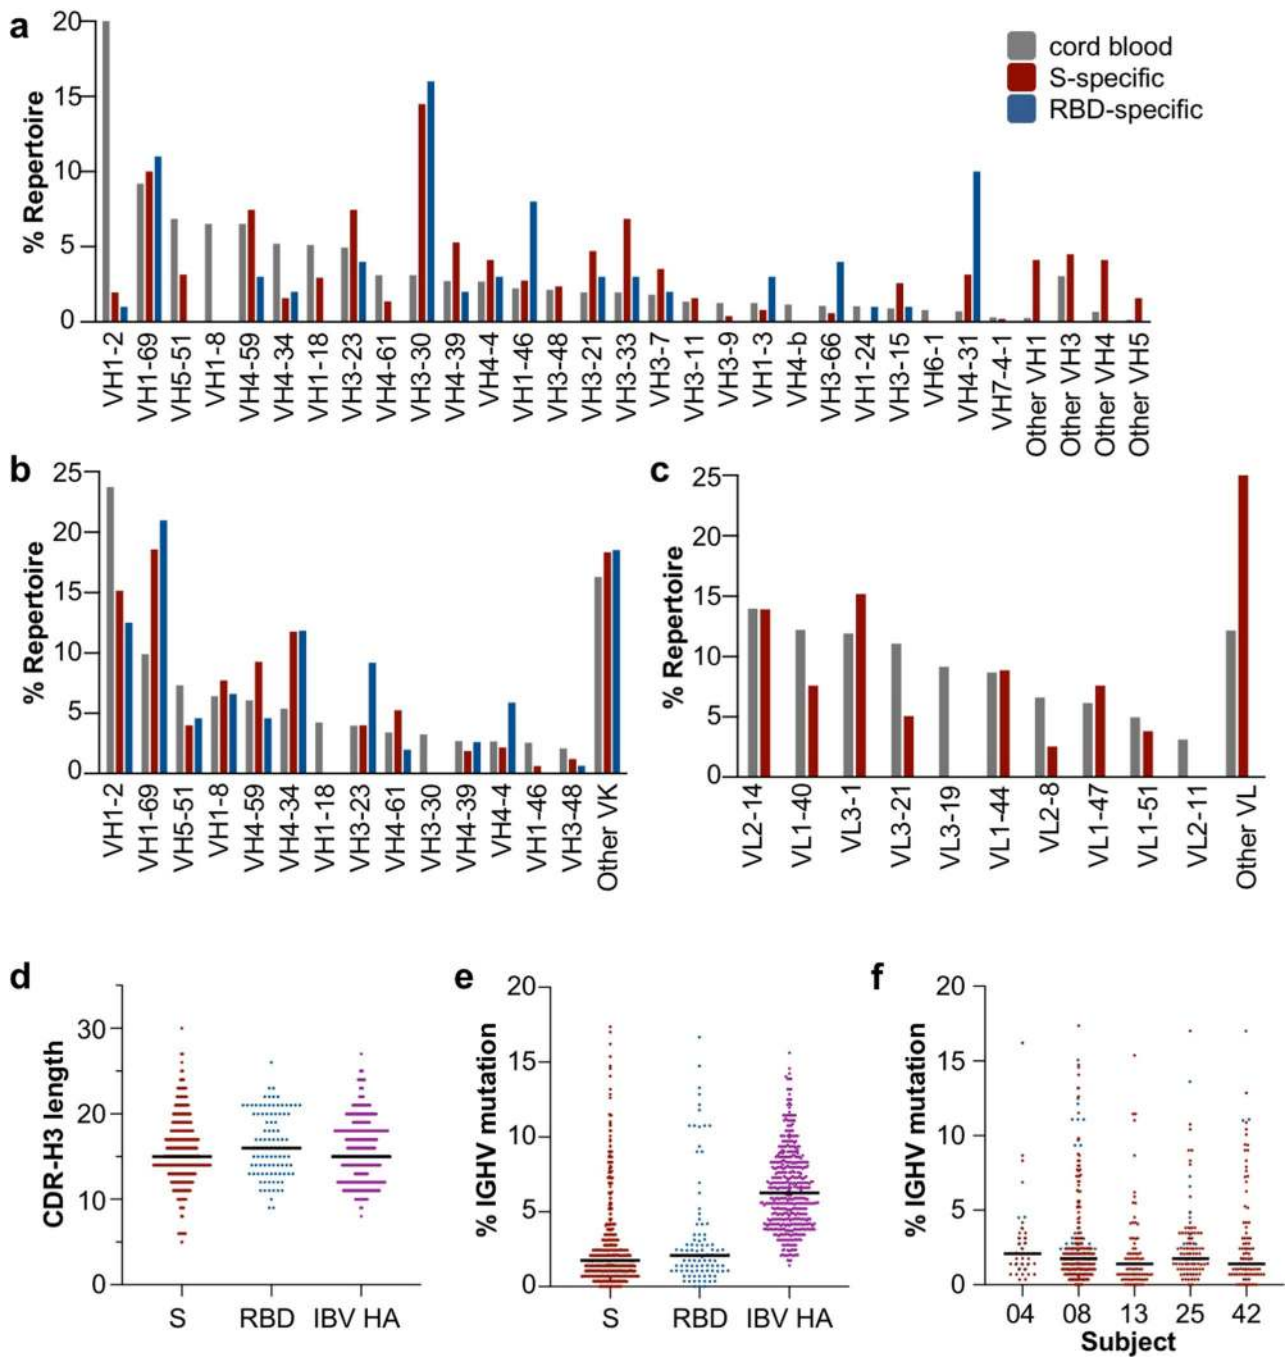 a
% Repertoire
20
15
10
5
0
cord blood
S-specific
RBD-specific
VH1-2
VH1-69
VH5-51
VH1-8
VH4-59
VH4-34
VH1-18
VH3-23
VH4-61
VH3-30
VH4-39
VH4-4
VH1-46
VH3-48
VH3-21
VH3-33
VH3-7
VH3-11
VH3-9
VH1-3
VH4-b
VH3-66
VH1-24
VH3-15
VH6-1
VH4-31
VH7-4-1
Other VH1
Other VH3
Other VH4
Other VH5
b
% Repertoire
25
20
15
10
5
0
VH1-2
VH1-69
VH5-51
VH1-8
VH4-59
VH4-34
VH1-18
VH3-23
VH4-61
VH3-30
VH4-39
VH4-4
VH1-46
VH3-48
Other VK
c
% Repertoire
25
20
15
10
5
0
VL2-14
VL1-40
VL3-1
VL3-21
VL3-19
VL1-44
VL2-8
VL1-47
VL1-51
VL2-11
Other VL
d
CDR-H3 length
30
20
10
0
S
RBD
IBV HA
e
% IGHV mutation
20
15
10
5
0
S
RBD
IBV HA
f
% IGHV mutation
20
15
10
5
0
04
08
13
25
42
Subject